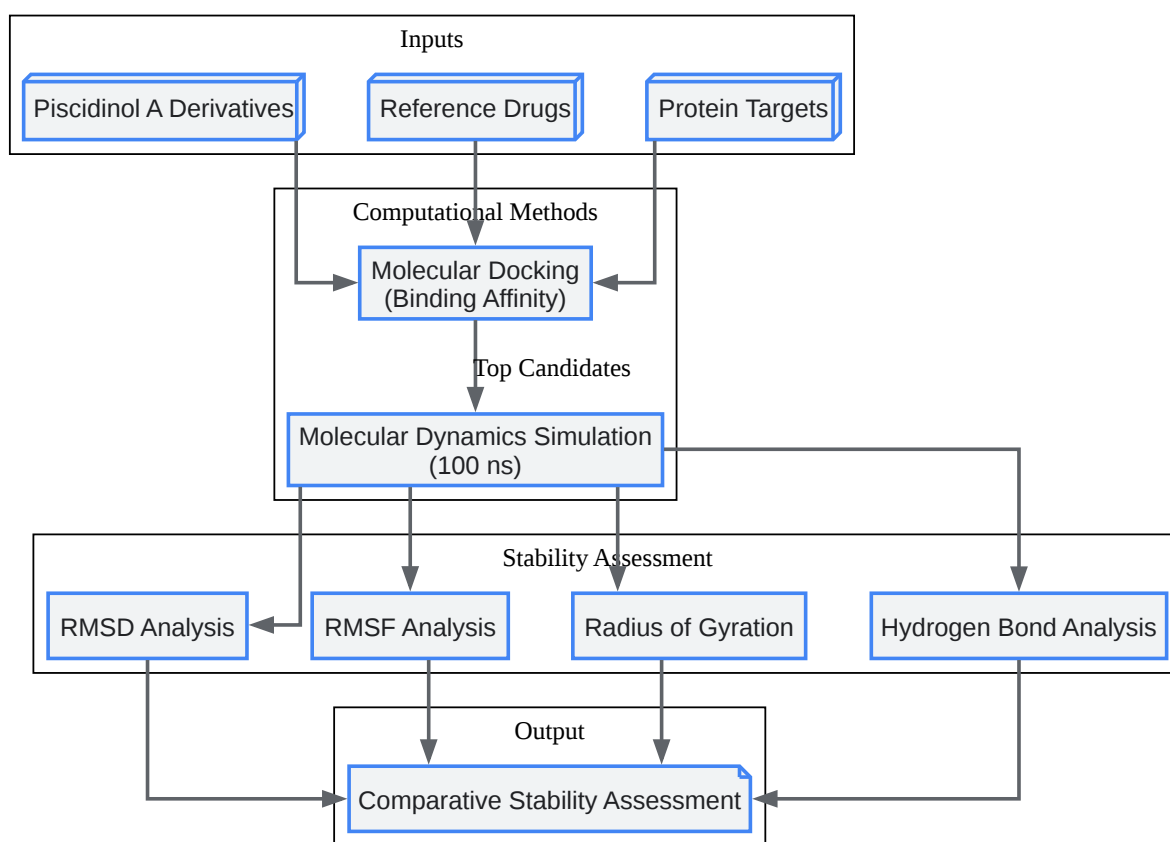 Inputs
Piscidinol A Derivatives
Reference Drugs
Protein Targets
Computational Methods
Molecular Docking
(Binding Affinity)
Top Candidates
Molecular Dynamics Simulation
(100 ns)
Stability Assessment
RMSD Analysis
RMSF Analysis
Radius of Gyration
Hydrogen Bond Analysis
Output
Comparative Stability Assessment